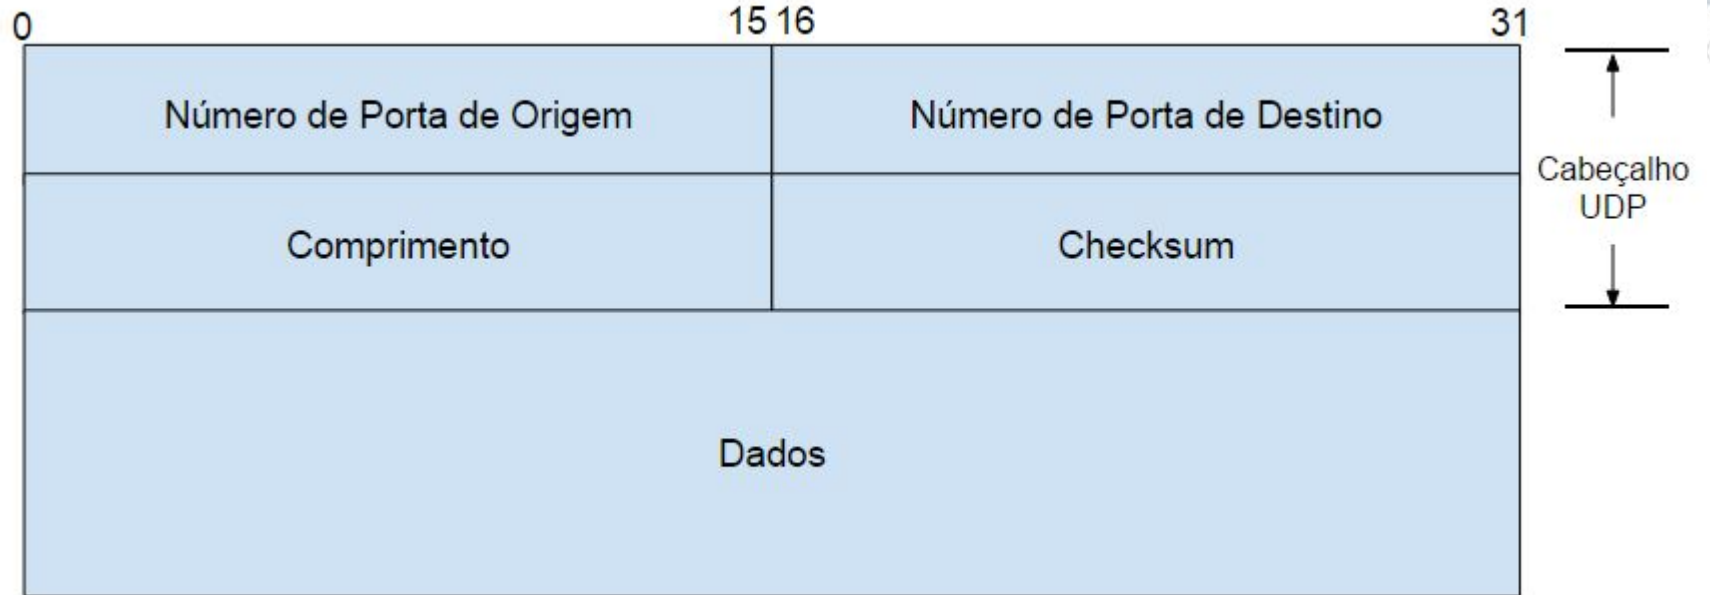 0 15 16 31
Número de Porta de Origem Número de Porta de Destino
Cabeçalho
UDP
Comprimento Checksum
Dados